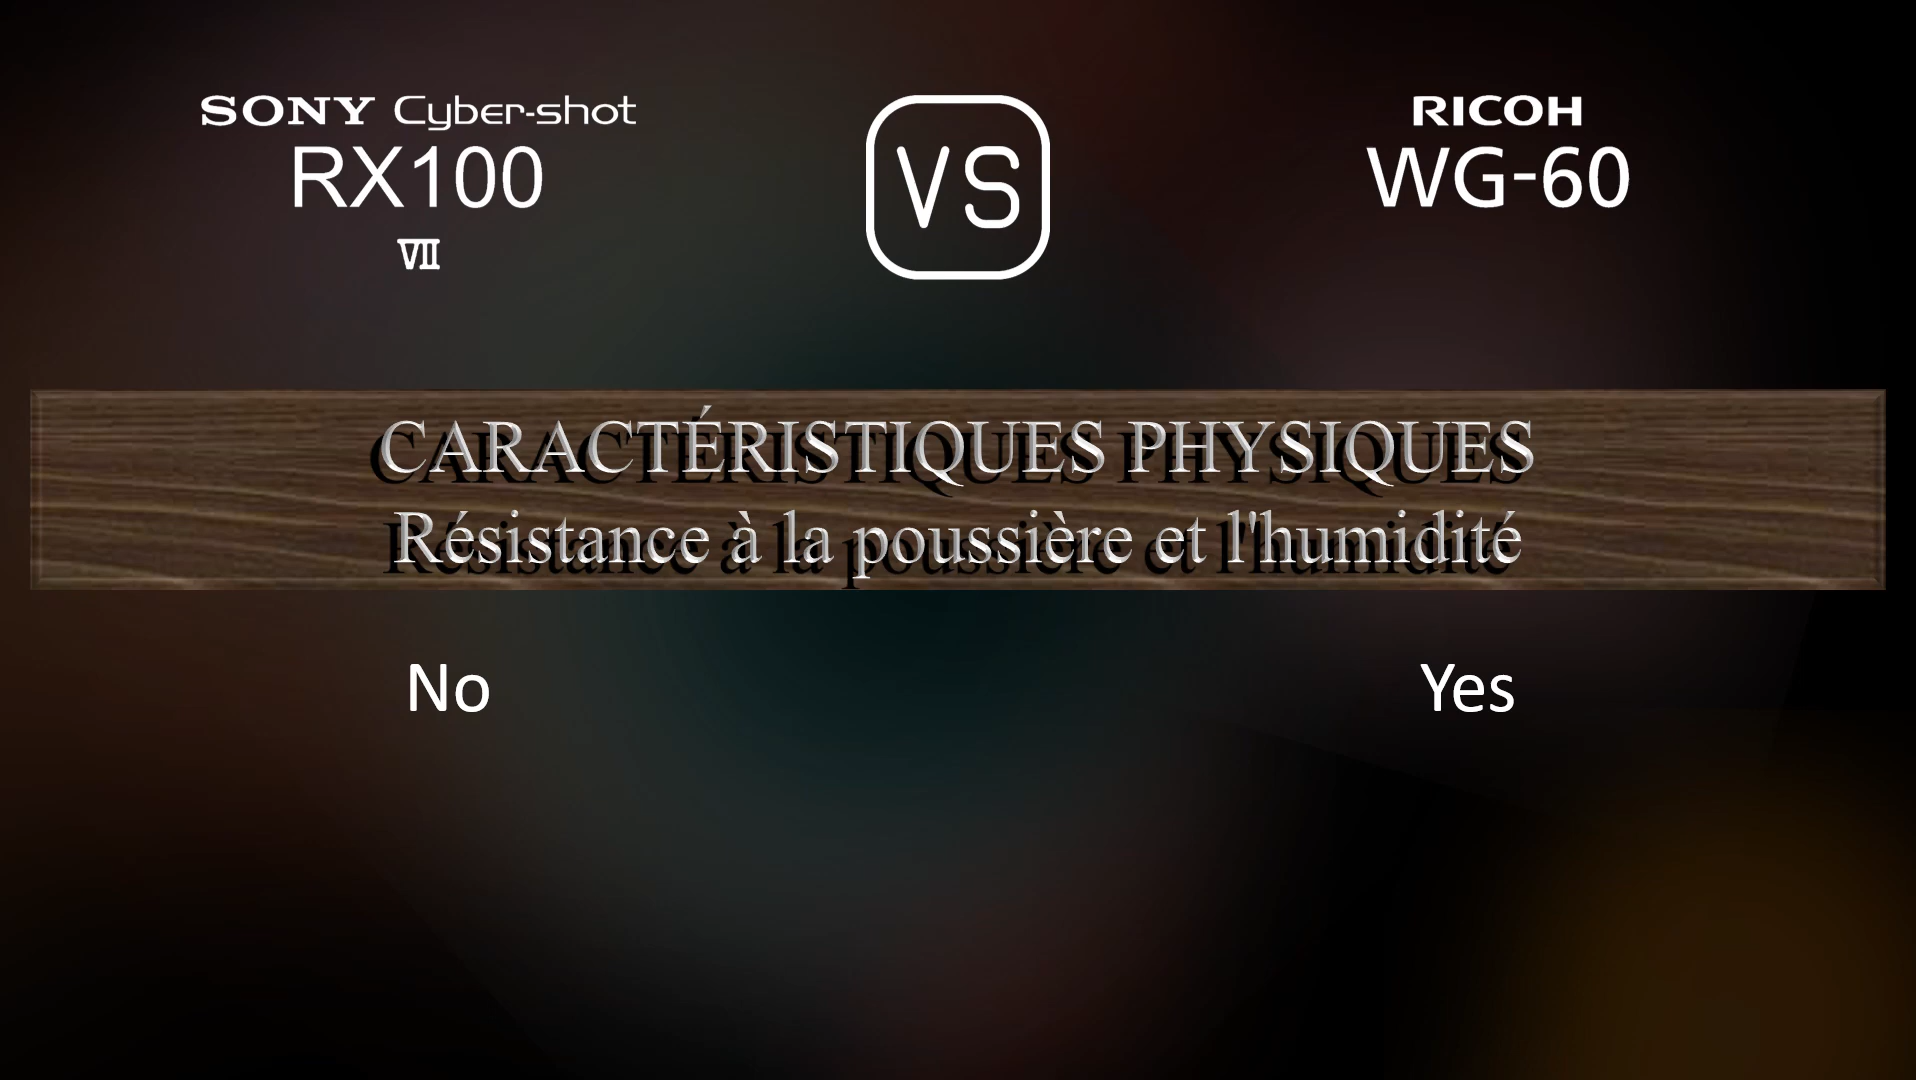 SONY Cyber-shot
RX100
VII
VS
RICOH
WG-60
CARACTÉRISTIQUES PHYSIQUES
Résistance à la poussière et l'humidité
No
Yes